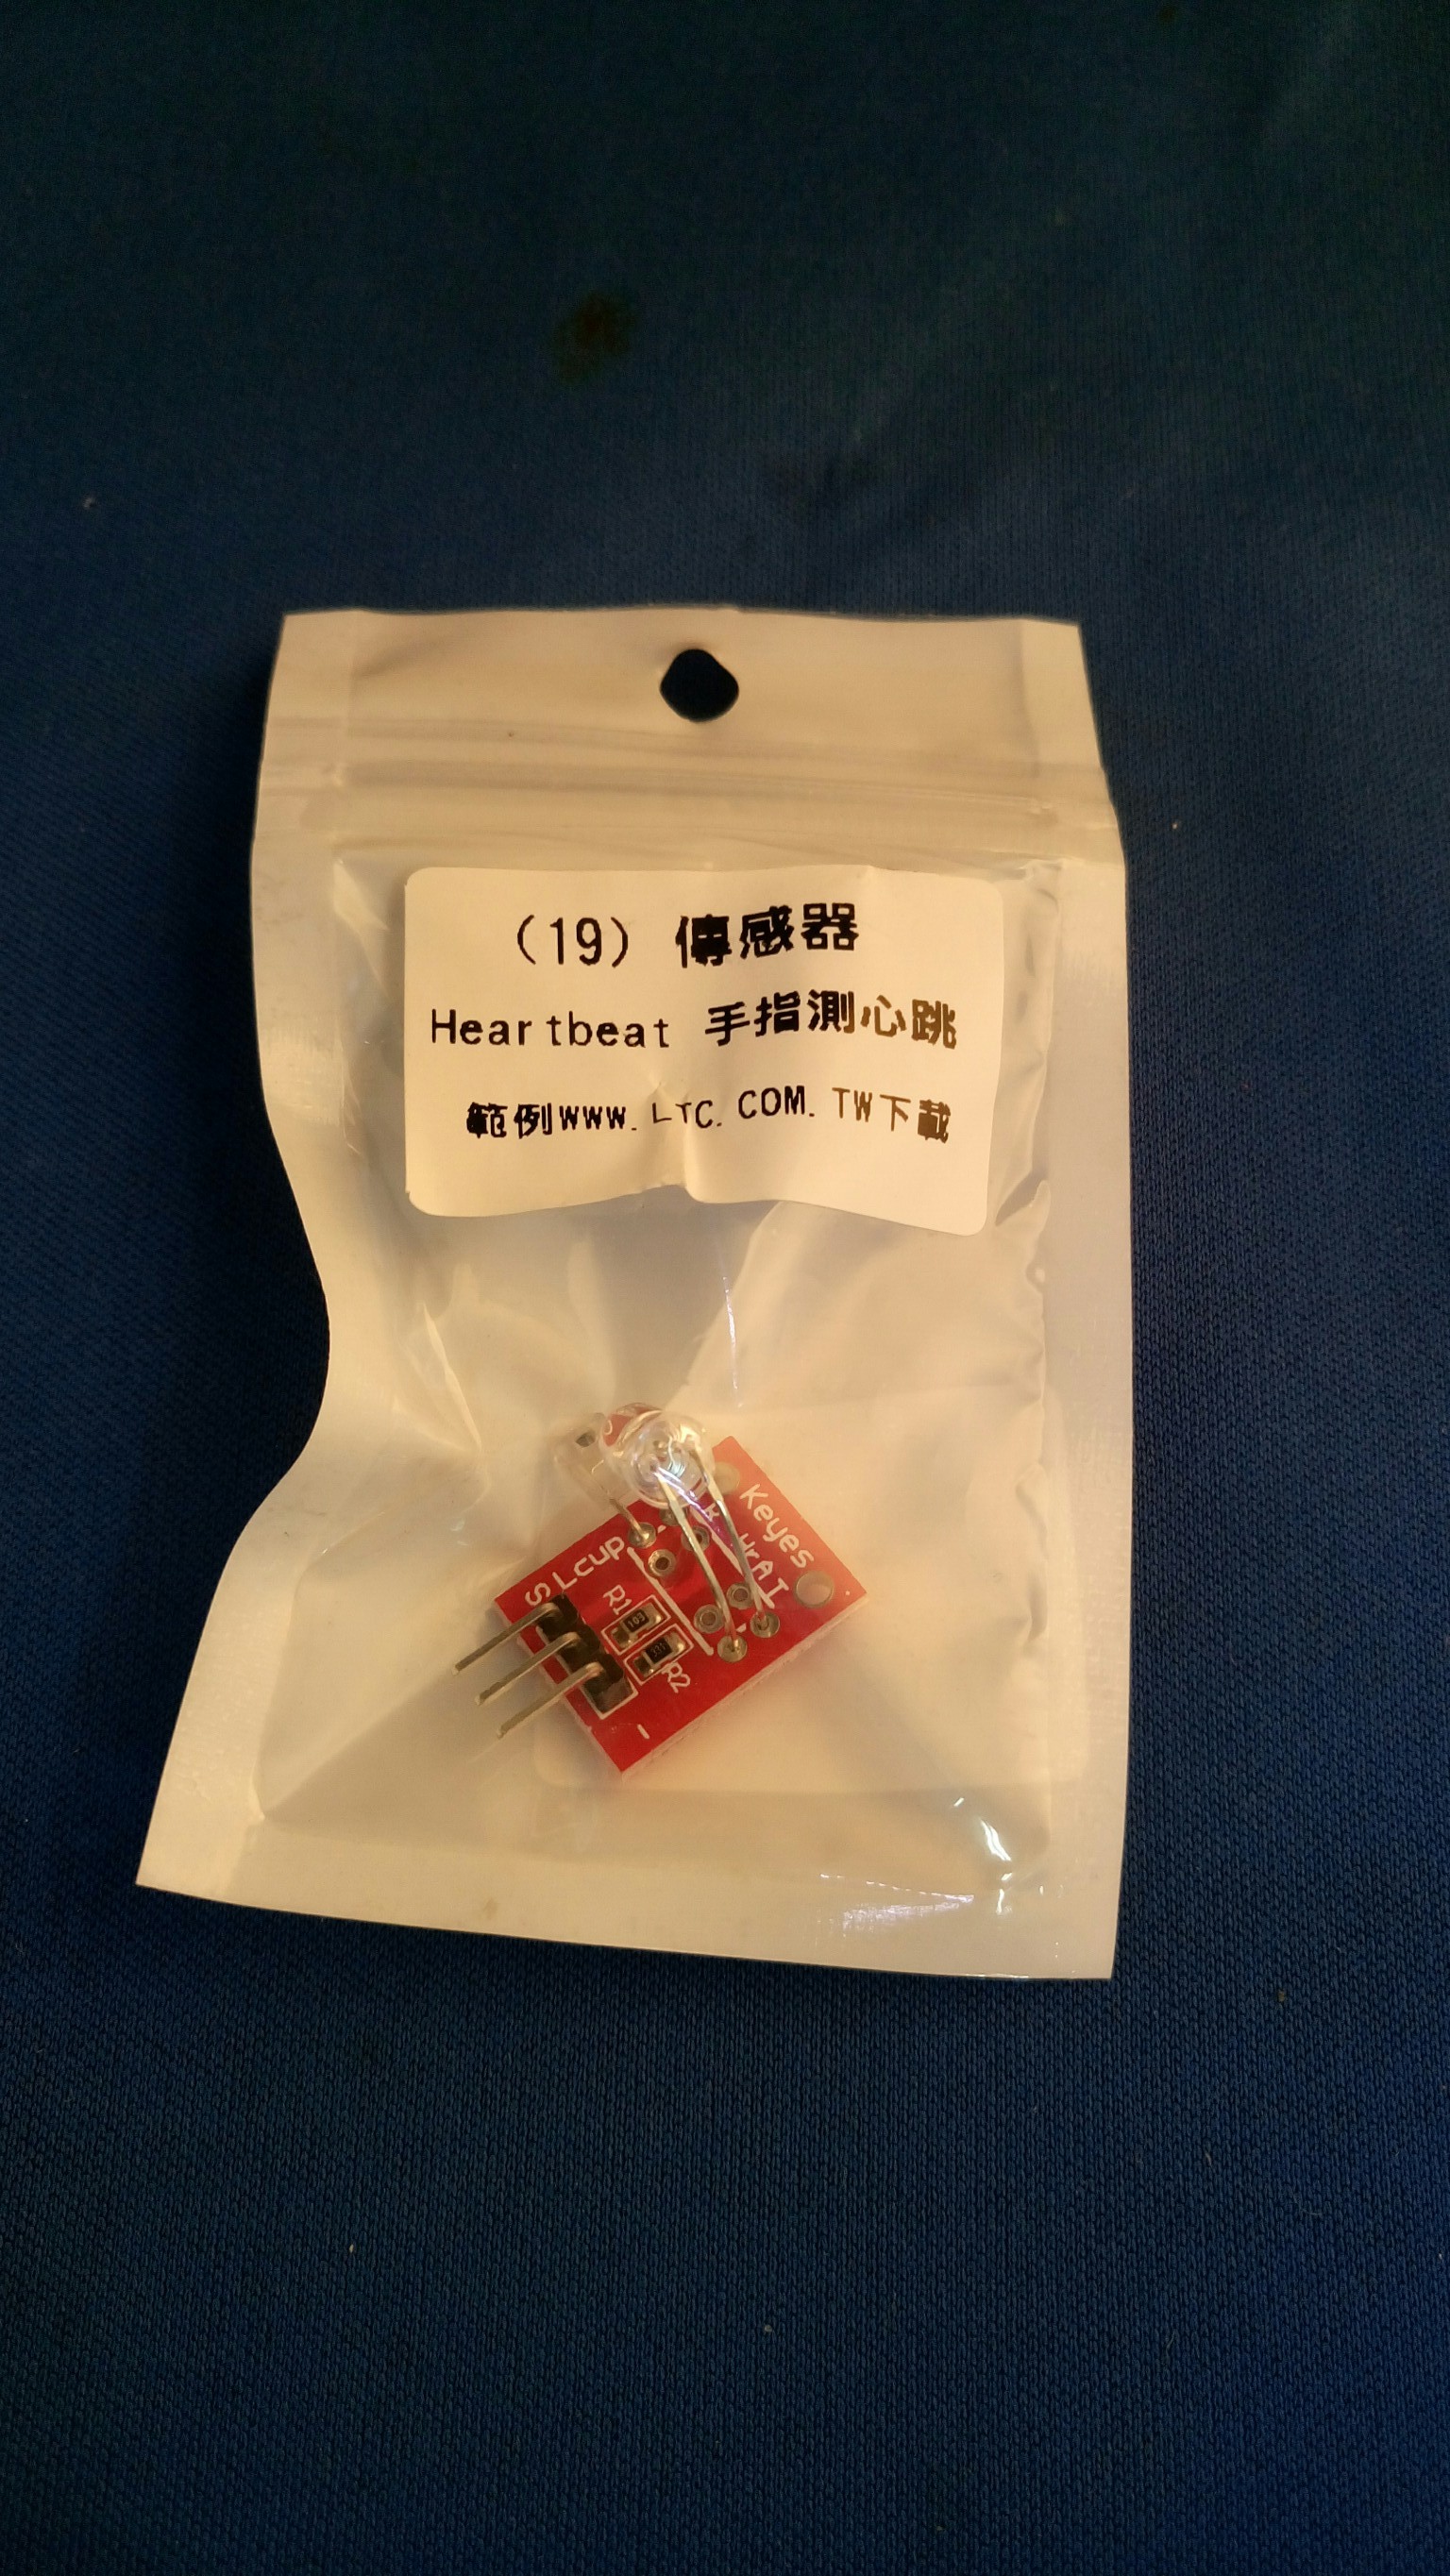 (19) 傳感器
Heartbeat 手指測心跳
範例WWW.LTC.COM.TW下載
Keyes
S
R1
103
331
R2
-